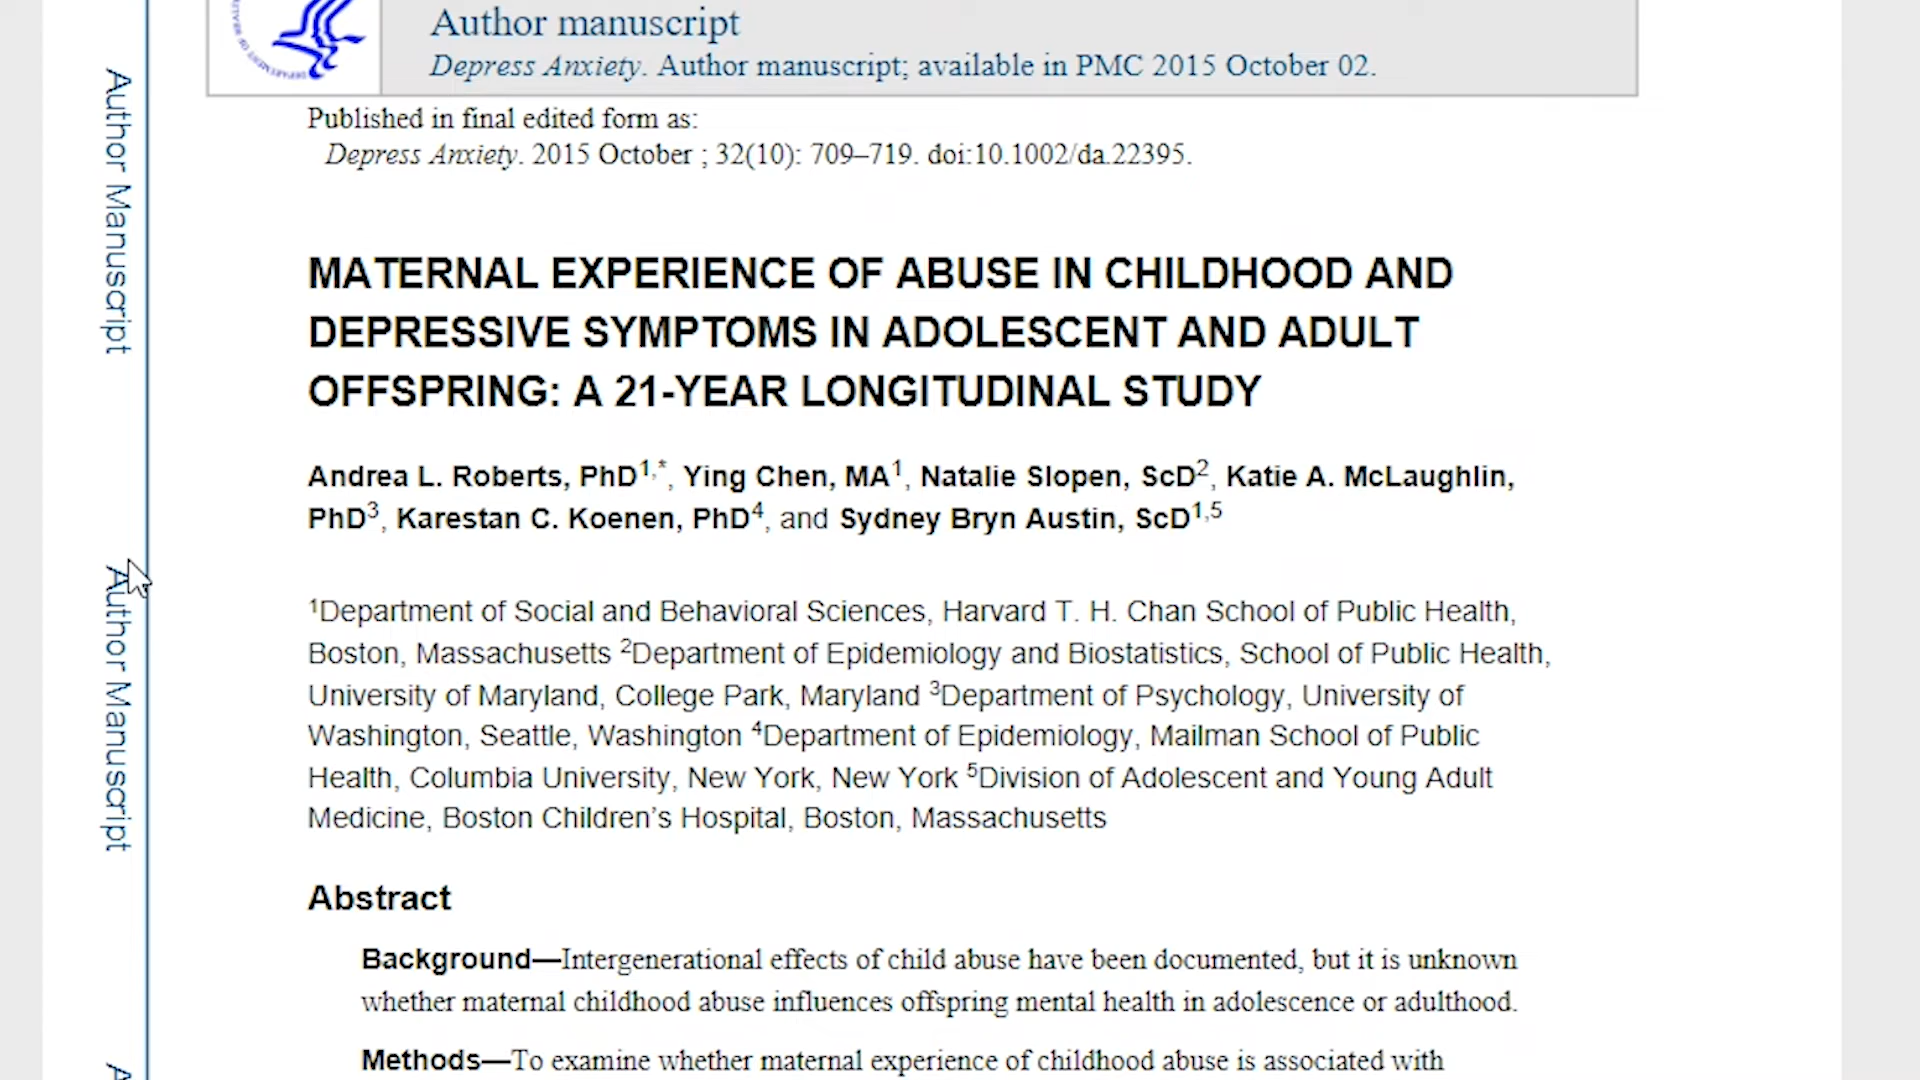 Author manuscript
Depress Anxiety. Author manuscript; available in PMC 2015 October 02.
Published in final edited form as:
Depress Anxiety. 2015 October ; 32(10): 709–719. doi:10.1002/da.22395.
MATERNAL EXPERIENCE OF ABUSE IN CHILDHOOD AND
DEPRESSIVE SYMPTOMS IN ADOLESCENT AND ADULT
OFFSPRING: A 21-YEAR LONGITUDINAL STUDY
Andrea L. Roberts, PhD1,*, Ying Chen, MA1, Natalie Slopen, ScD2, Katie A. McLaughlin,
PhD3, Karestan C. Koenen, PhD4, and Sydney Bryn Austin, ScD1,5
1Department of Social and Behavioral Sciences, Harvard T. H. Chan School of Public Health,
Boston, Massachusetts 2Department of Epidemiology and Biostatistics, School of Public Health,
University of Maryland, College Park, Maryland 3Department of Psychology, University of
Washington, Seattle, Washington 4Department of Epidemiology, Mailman School of Public
Health, Columbia University, New York, New York 5Division of Adolescent and Young Adult
Medicine, Boston Children's Hospital, Boston, Massachusetts
Abstract
Background—Intergenerational effects of child abuse have been documented, but it is unknown
whether maternal childhood abuse influences offspring mental health in adolescence or adulthood.
Methods—To examine whether maternal experience of childhood abuse is associated with
Author Manuscript
Author Manuscript